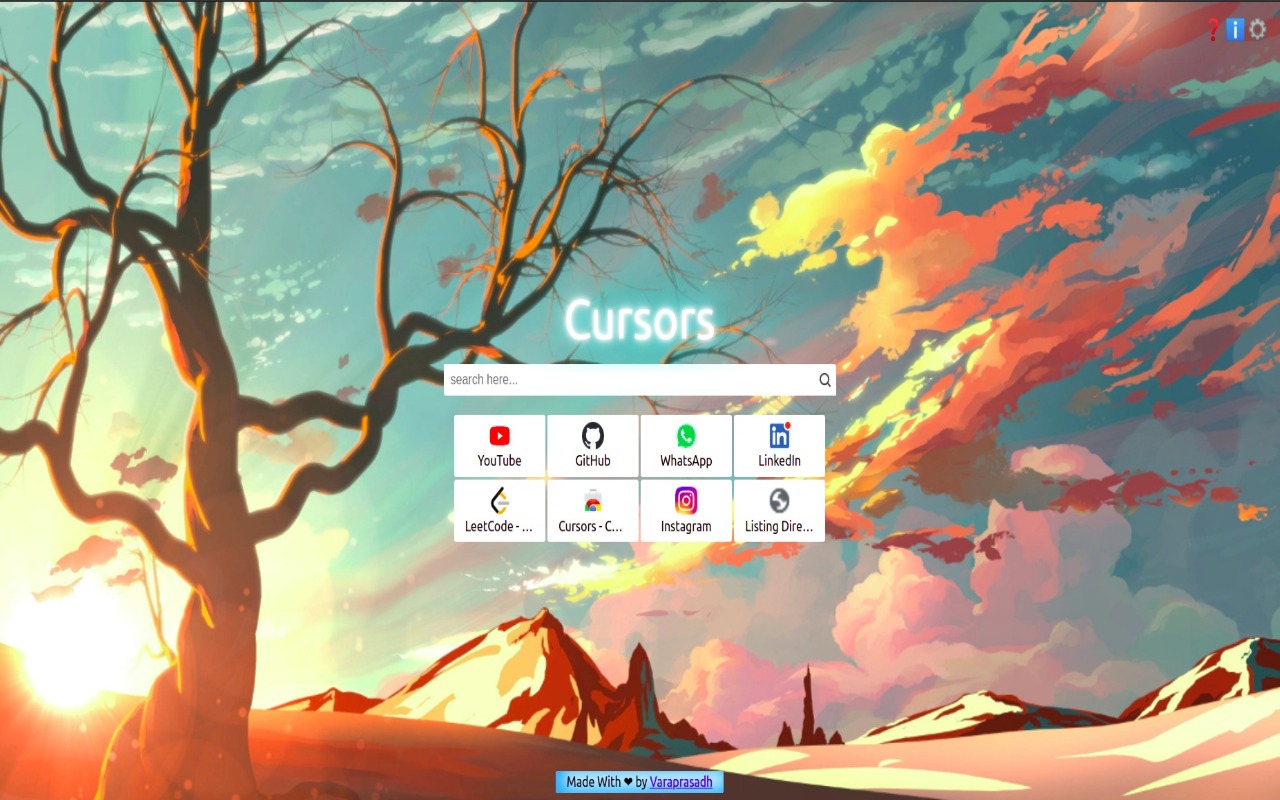 Cursors
search here...
YouTube
GitHub
WhatsApp
LinkedIn
LeetCode - ...
Cursors - C...
Instagram
Listing Dire...
Made With ❤ by Varaprasadh